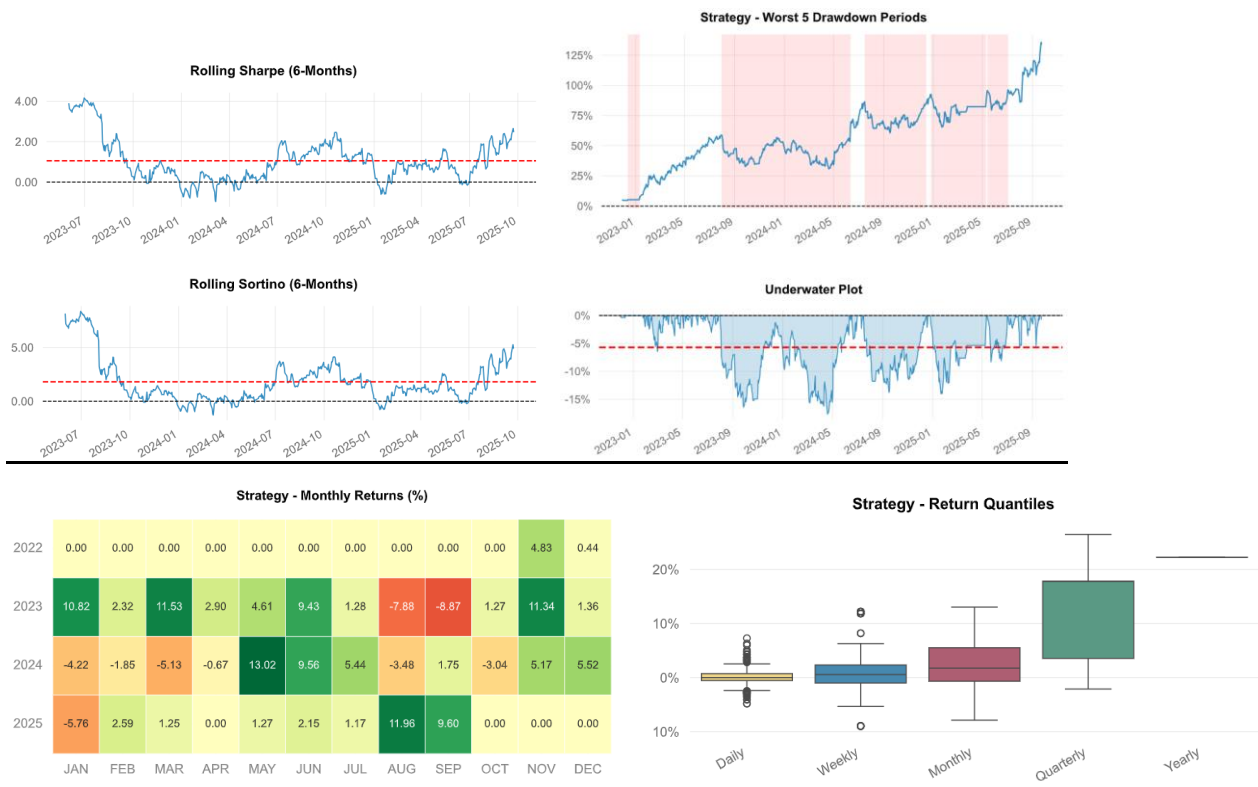 Rolling Sharpe (6-Months)
4.00
2.00
0.00
2023-07 2023-10 2024-01 2024-04 2024-07 2024-10 2025-01 2025-04 2025-07 2025-10
Strategy - Worst 5 Drawdown Periods
125%
100%
75%
50%
25%
0%
2023-01 2023-05 2023-09 2024-01 2024-05 2024-09 2025-01 2025-05 2025-09
Rolling Sortino (6-Months)
5.00
0.00
2023-07 2023-10 2024-01 2024-04 2024-07 2024-10 2025-01 2025-04 2025-07 2025-10
Underwater Plot
0%
-5%
-10%
-15%
2023-01 2023-05 2023-09 2024-01 2024-05 2024-09 2025-01 2025-05 2025-09
Strategy - Monthly Returns (%)
2022 0.00 0.00 0.00 0.00 0.00 0.00 0.00 0.00 0.00 0.00 4.83 0.44
2023 10.82 2.32 11.53 2.90 4.61 9.43 1.28 -7.88 -8.87 1.27 11.34 1.36
2024 -4.22 -1.85 -5.13 -0.67 13.02 9.56 5.44 -3.48 1.75 -3.04 5.17 5.52
2025 -5.76 2.59 1.25 0.00 1.27 2.15 1.17 11.96 9.60 0.00 0.00 0.00
JAN FEB MAR APR MAY JUN JUL AUG SEP OCT NOV DEC
Strategy - Return Quantiles
20%
10%
0%
10%
Daily Weekly Monthly Quarterly Yearly